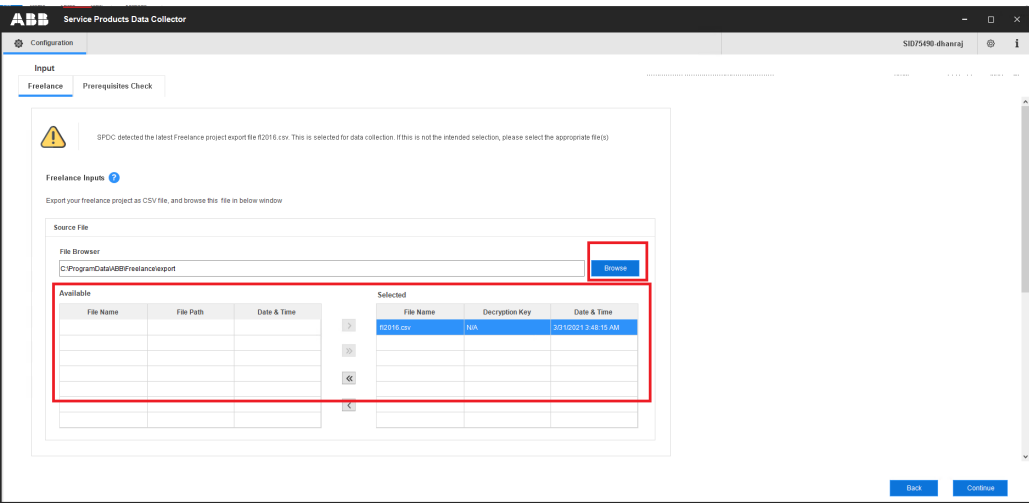 ABB Service Products Data Collector
Configuration
SID75490-dhanraj
i
Input
Freelance Prerequisites Check
SPDC detected the latest Freelance project export file fl2016.csv. This is selected for data collection. If this is not the intended selection, please select the appropriate file(s)
Freelance Inputs ?
Export your freelance project as CSV file, and browse this file in below window
Source File
File Browser
C:\ProgramData\ABB\Freelance\export Browse
Available Selected
File Name File Path Date & Time File Name Decryption Key Date & Time
fl2016.csv N/A 3/31/2021 3:48:15 AM
Back Continue